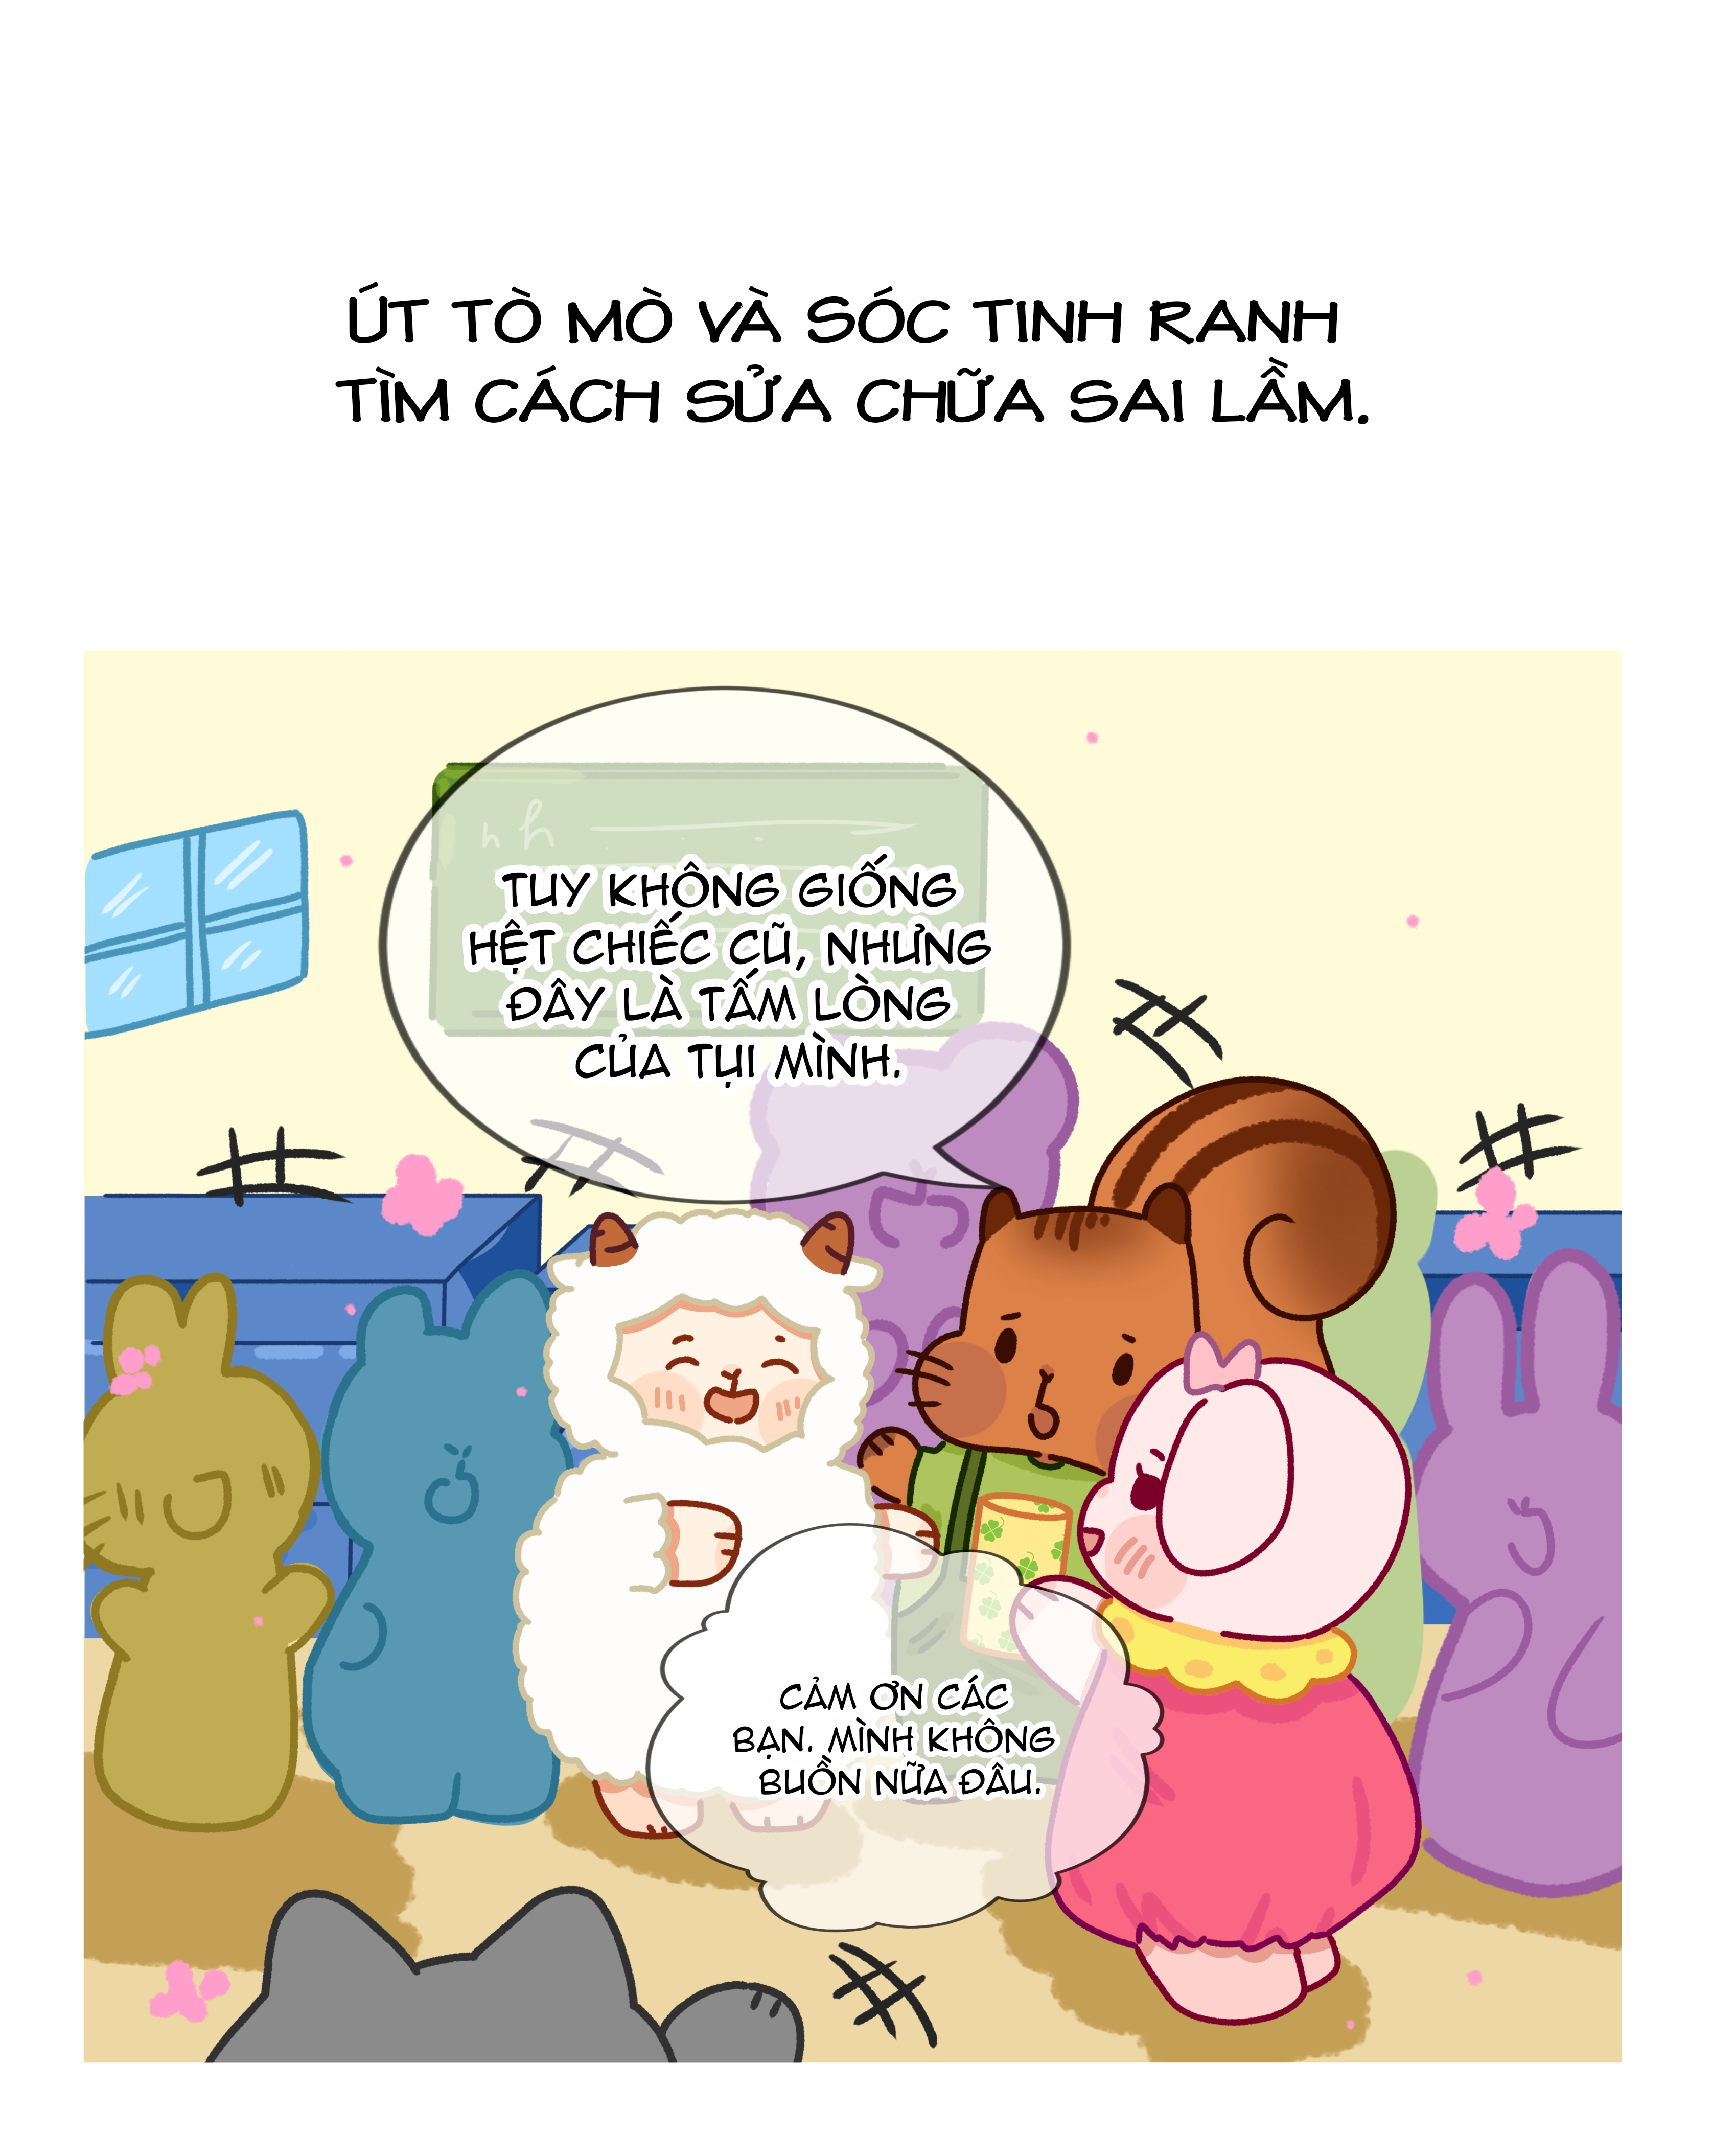 ÚT TÒ MÒ VÀ SÓC TINH RANH
TÌM CÁCH SỬA CHỮA SAI LẦM.
n h
TUY KHÔNG GIỐNG
HỆT CHIẾC CŨ, NHƯNG
ĐÂY LÀ TẤM LÒNG
CỦA TỤI MÌNH.
CẢM ƠN CÁC
BẠN. MÌNH KHÔNG
BUỒN NỮA ĐÂU.